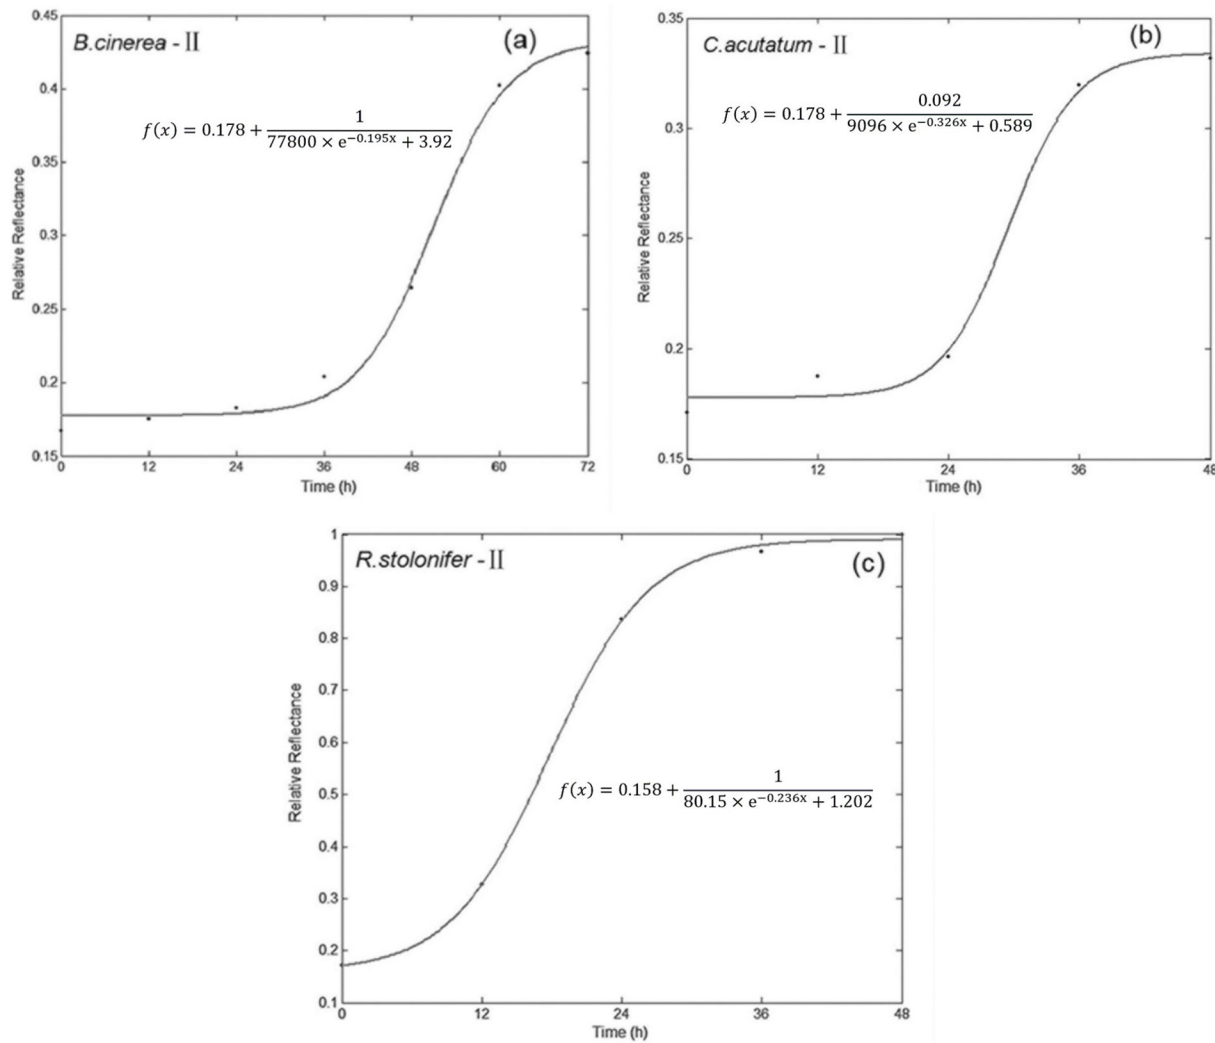 B.cinerea - II
(a)
f(x) = 0.178 + 1 / (77800 × e^−0.195x + 3.92)
0.45
0.4
0.35
0.3
0.25
0.2
0.15
0 12 24 36 48 60 72
Relative Reflectance
Time (h)
C.acutatum - II
(b)
f(x) = 0.178 + 0.092 / (9096 × e^−0.326x + 0.589)
0.35
0.3
0.25
0.2
0.15
0 12 24 36 48
Relative Reflectance
Time (h)
R.stolonifer - II
(c)
f(x) = 0.158 + 1 / (80.15 × e^−0.236x + 1.202)
1
0.9
0.8
0.7
0.6
0.5
0.4
0.3
0.2
0.1
0 12 24 36 48
Relative Reflectance
Time (h)